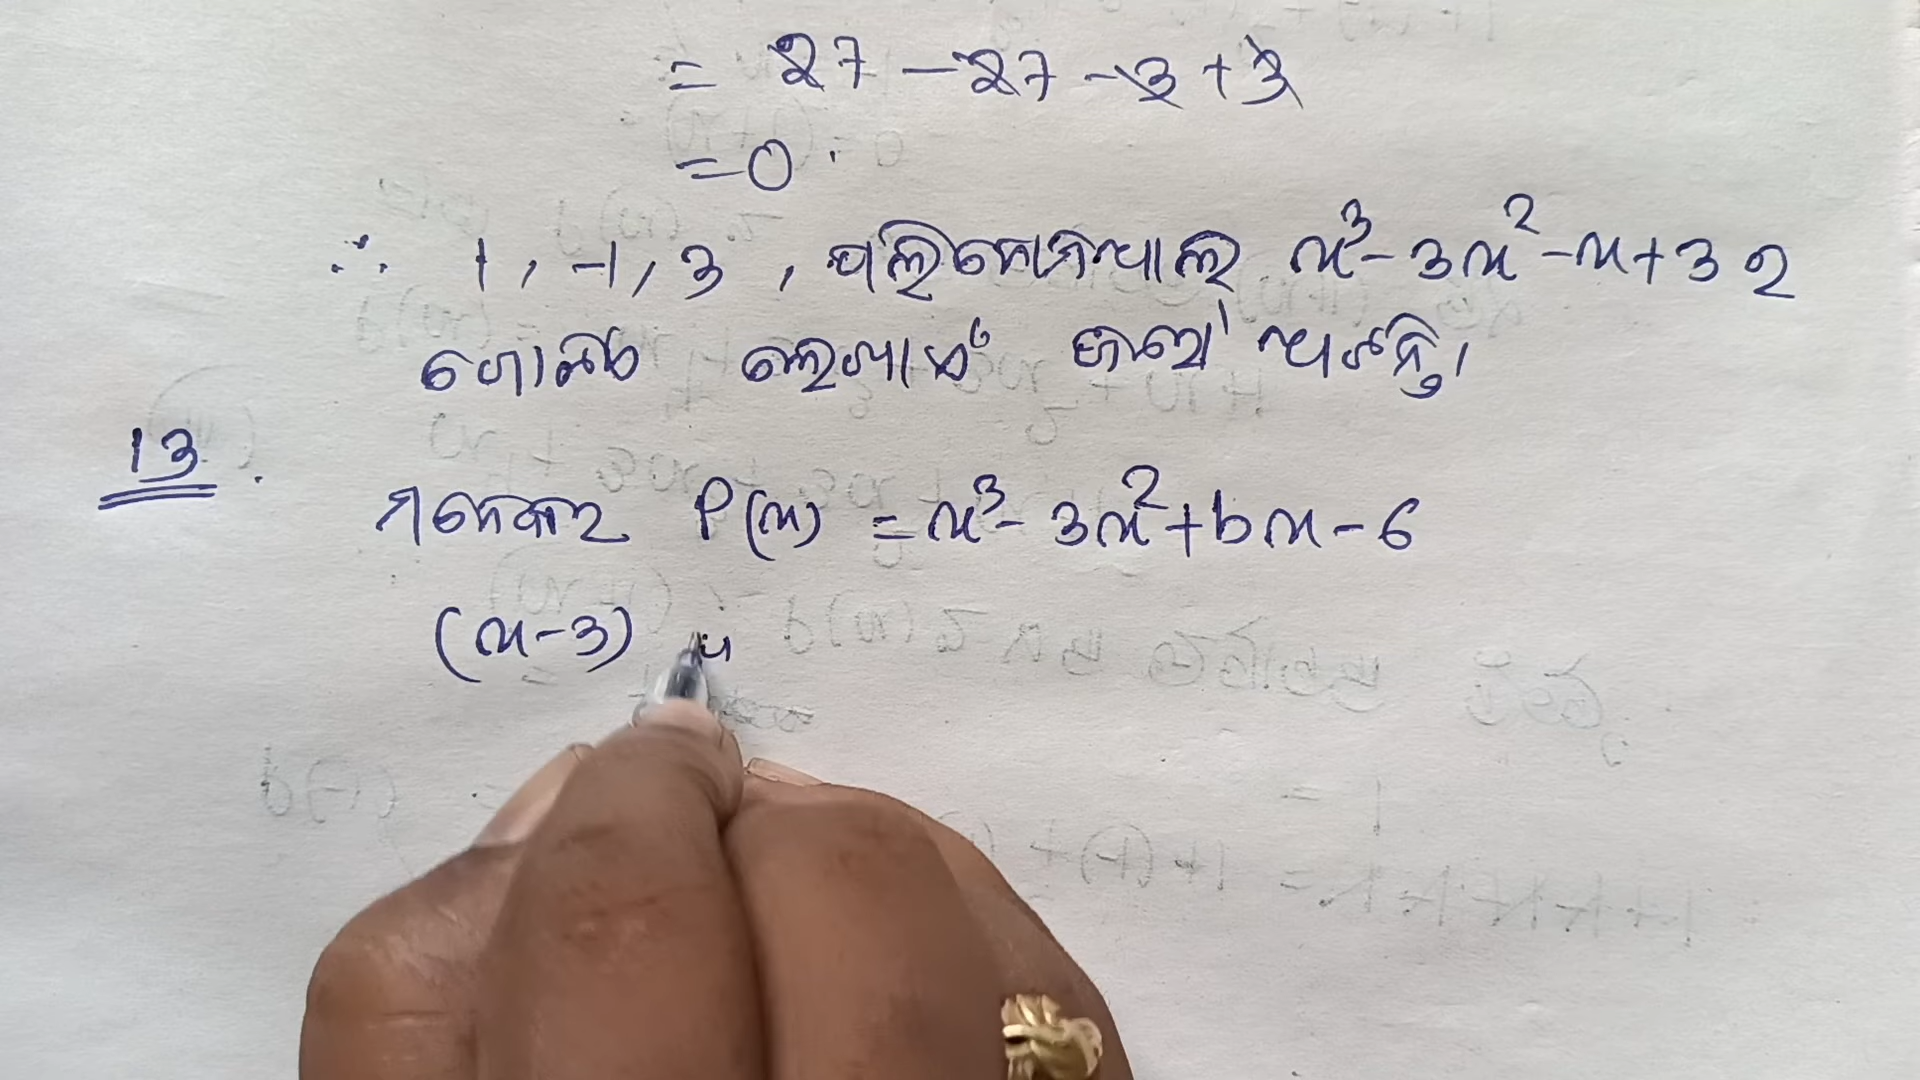 = 27 - 27 - 3 + 3
= 0
∴ 1, -1, 3, ପଲିନୋମିଆଲ x³ - 3x² - x + 3 ର
ଗୋଟିଏ ଲେଖାଏଁ ଜିରୋ ଅଟନ୍ତି।
13. ମନେକର P(x) = x³ - 3x² + bx - 6
(x - 3)